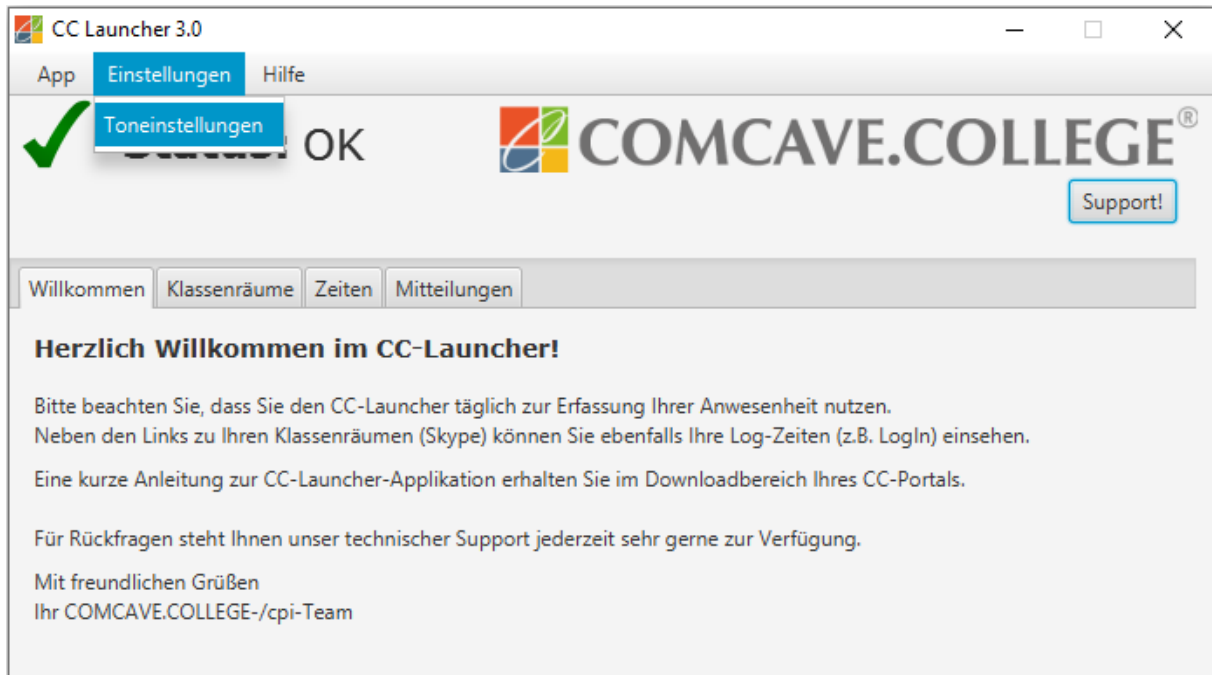 CC Launcher 3.0
App Einstellungen Hilfe
Toneinstellungen
Status: OK
COMCAVE.COLLEGE®
Support!
Willkommen Klassenräume Zeiten Mitteilungen
Herzlich Willkommen im CC-Launcher!
Bitte beachten Sie, dass Sie den CC-Launcher täglich zur Erfassung Ihrer Anwesenheit nutzen.
Neben den Links zu Ihren Klassenräumen (Skype) können Sie ebenfalls Ihre Log-Zeiten (z.B. LogIn) einsehen.
Eine kurze Anleitung zur CC-Launcher-Applikation erhalten Sie im Downloadbereich Ihres CC-Portals.
Für Rückfragen steht Ihnen unser technischer Support jederzeit sehr gerne zur Verfügung.
Mit freundlichen Grüßen
Ihr COMCAVE.COLLEGE-/cpi-Team